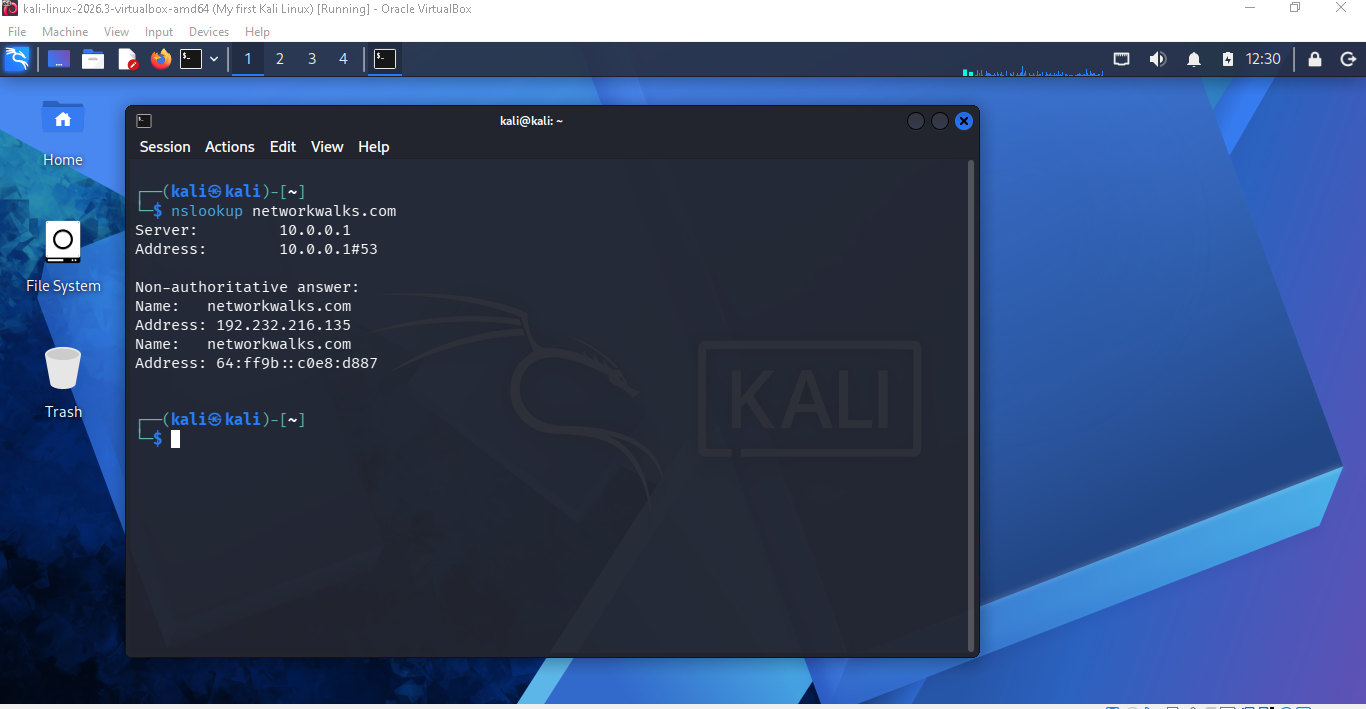 kali-linux-2026.3-virtualbox-amd64 (My first Kali Linux) [Running] - Oracle VirtualBox
File Machine View Input Devices Help
1 2 3 4 12:30
Home
File System
Trash
kali@kali: ~
Session Actions Edit View Help
┌──(kali㉿kali)-[~]
└─$ nslookup networkwalks.com
Server: 10.0.0.1
Address: 10.0.0.1#53
Non-authoritative answer:
Name: networkwalks.com
Address: 192.232.216.135
Name: networkwalks.com
Address: 64:ff9b::c0e8:d887
┌──(kali㉿kali)-[~]
└─$
KALI